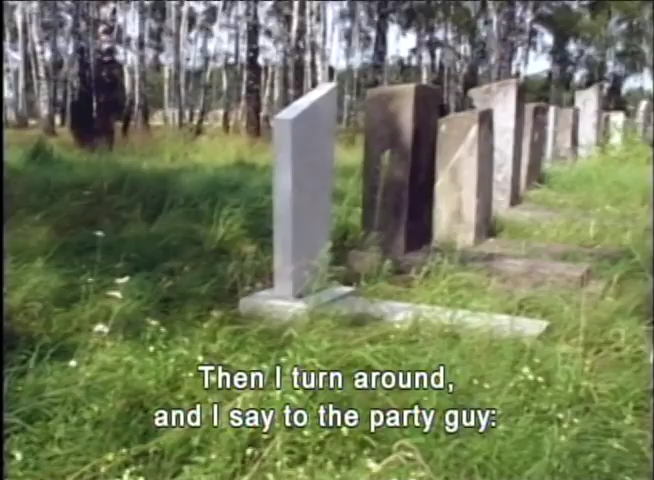 Then I turn around,
and I say to the party guy: